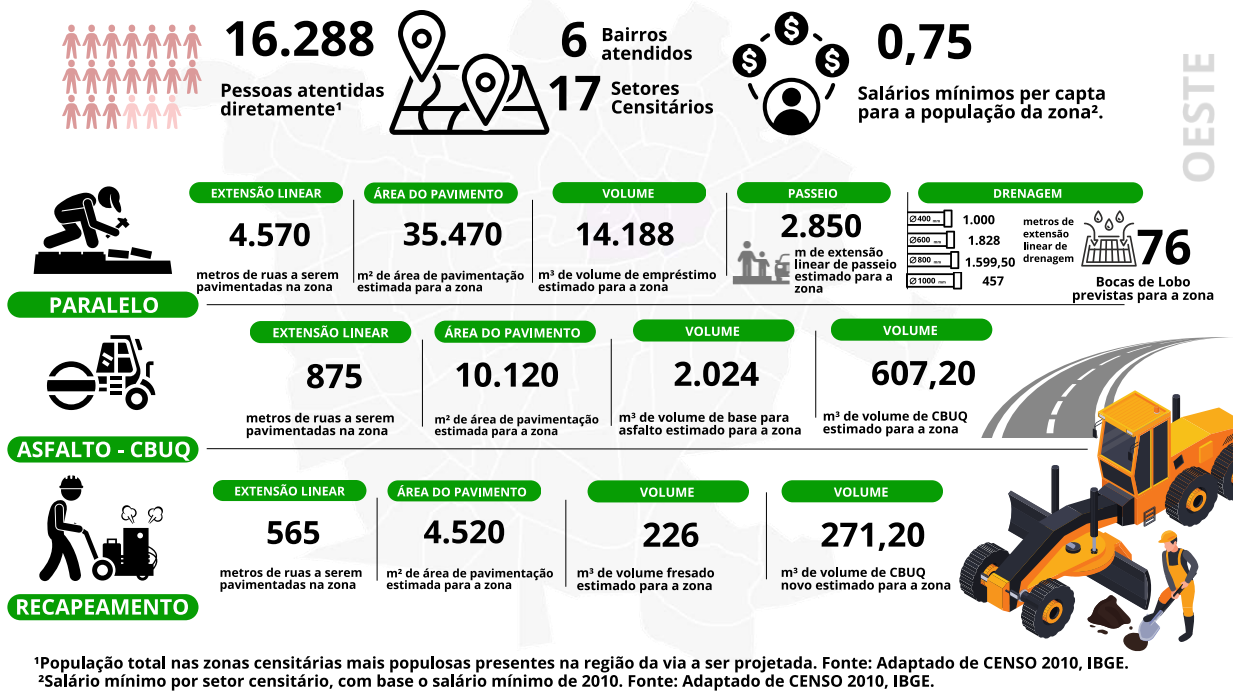 16.288
Pessoas atentidas
diretamente¹
6 Bairros
atendidos
17 Setores
Censitários
0,75
Salários mínimos per capta
para a população da zona².
OESTE
PARALELO
EXTENSÃO LINEAR
4.570
metros de ruas a serem
pavimentadas na zona
ÁREA DO PAVIMENTO
35.470
m² de área de pavimentação
estimada para a zona
VOLUME
14.188
m³ de volume de empréstimo
estimado para a zona
PASSEIO
2.850
m de extensão
linear de passeio
estimado para a
zona
DRENAGEM
Ø400 mm 1.000
Ø600 mm 1.828
Ø800 mm 1.599,50
Ø1000 mm 457
metros de
extensão
linear de
drenagem
76
Bocas de Lobo
previstas para a zona
ASFALTO - CBUQ
EXTENSÃO LINEAR
875
metros de ruas a serem
pavimentadas na zona
ÁREA DO PAVIMENTO
10.120
m² de área de pavimentação
estimada para a zona
VOLUME
2.024
m³ de volume de base para
asfalto estimado para a zona
VOLUME
607,20
m³ de volume de CBUQ
estimado para a zona
RECAPEAMENTO
EXTENSÃO LINEAR
565
metros de ruas a serem
pavimentadas na zona
ÁREA DO PAVIMENTO
4.520
m² de área de pavimentação
estimada para a zona
VOLUME
226
m³ de volume fresado
estimado para a zona
VOLUME
271,20
m³ de volume de CBUQ
novo estimado para a zona
¹População total nas zonas censitárias mais populosas presentes na região da via a ser projetada. Fonte: Adaptado de CENSO 2010, IBGE.
²Salário mínimo por setor censitário, com base o salário mínimo de 2010. Fonte: Adaptado de CENSO 2010, IBGE.